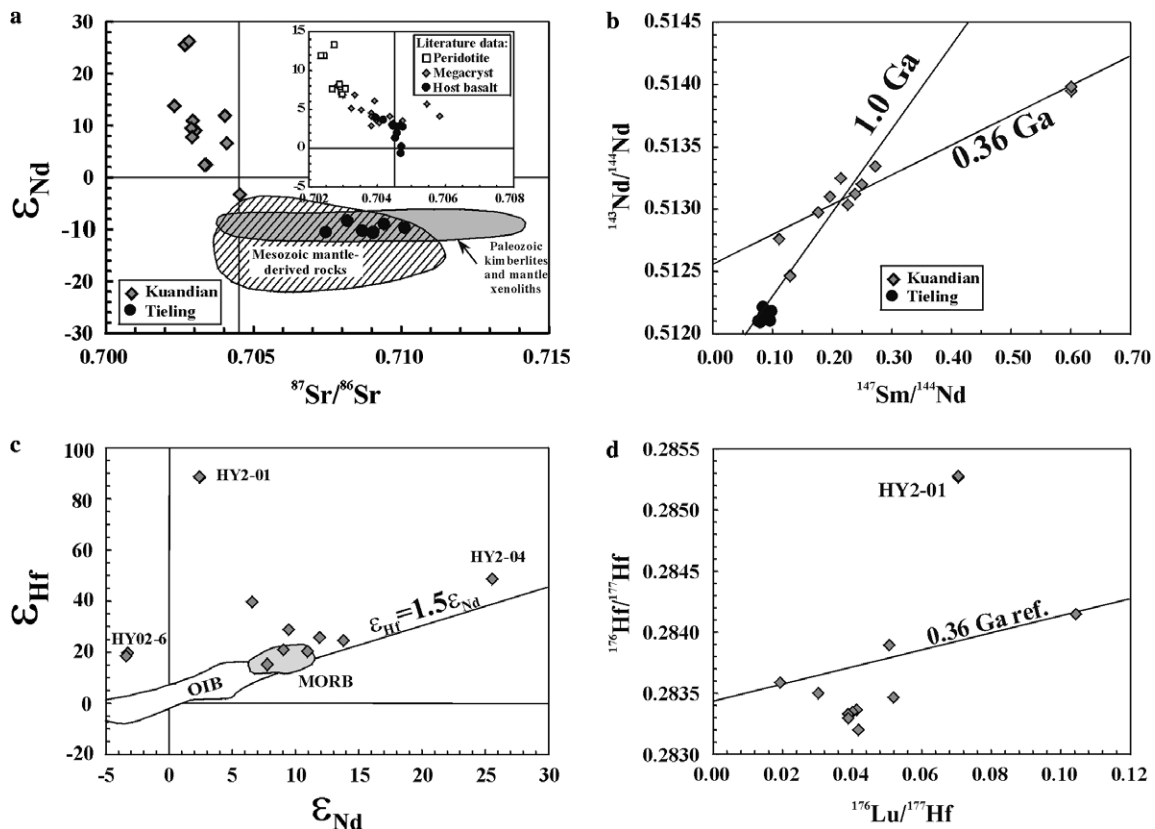 a
30
20
10
0
-10
-20
-30
εNd
0.700
0.705
0.710
0.715
87Sr/86Sr
15
10
5
0
-5
0.702
0.704
0.706
0.708
Literature data:
Peridotite
Megacryst
Host basalt
Mesozoic mantle-
derived rocks
Paleozoic
kimberlites
and mantle
xenoliths
Kuandian
Tieling
b
0.5145
0.5140
0.5135
0.5130
0.5125
0.5120
143Nd/144Nd
1.0 Ga
0.36 Ga
Kuandian
Tieling
0.00
0.10
0.20
0.30
0.40
0.50
0.60
0.70
147Sm/144Nd
c
100
80
60
40
20
0
-20
εHf
HY2-01
HY2-04
εHf=1.5εNd
HY02-6
OIB
MORB
-5
0
5
10
15
20
25
30
εNd
d
0.2855
0.2850
0.2845
0.2840
0.2835
0.2830
176Hf/177Hf
HY2-01
0.36 Ga ref.
0.00
0.02
0.04
0.06
0.08
0.10
0.12
176Lu/177Hf